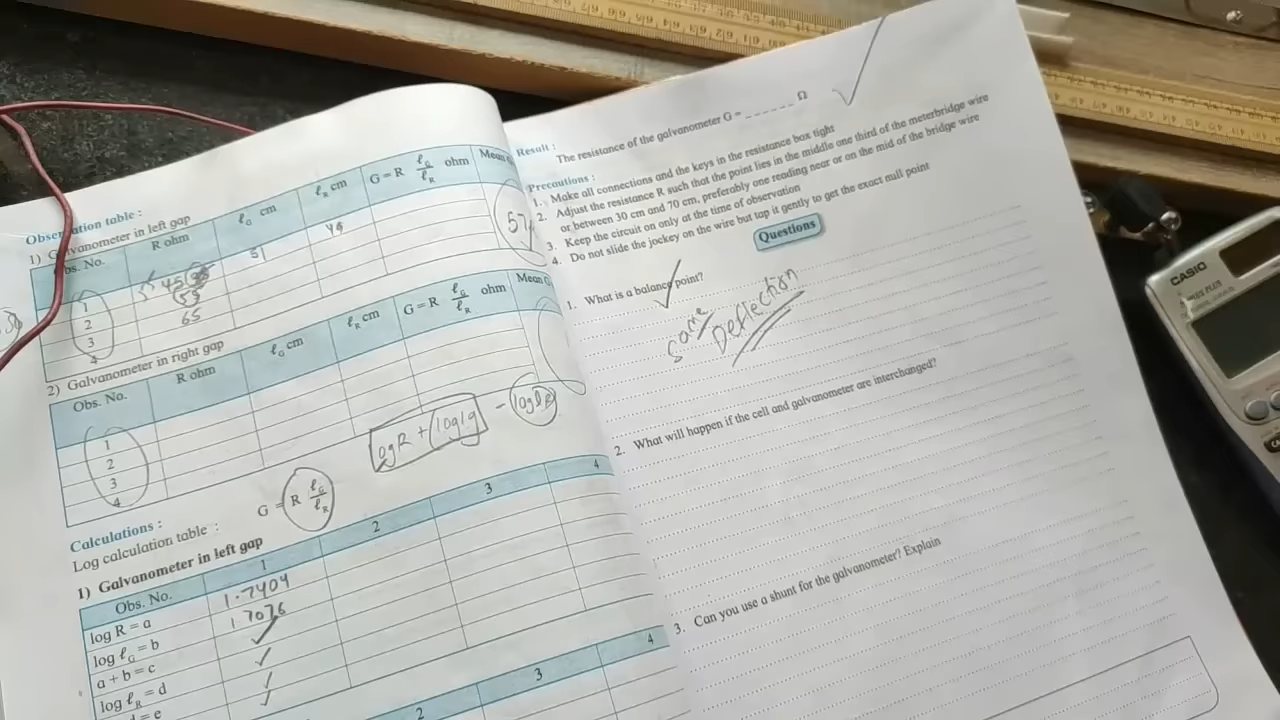 Observation table :
1) Galvanometer in left gap
Obs. No. R ohm ℓG cm ℓR cm G = R ℓG/ℓR ohm Mean G
1 45 51 49
2 55
3 65
4
57
2) Galvanometer in right gap
Obs. No. R ohm ℓG cm ℓR cm G = R ℓG/ℓR ohm Mean G
1
2
3
4
logR + log lg - log lR
Calculations : G = R ℓG/ℓR
Log calculation table :
1) Galvanometer in left gap
Obs. No. 1 2 3 4
log R = a 1.7404
log ℓG = b 1.7076
a + b = c
log ℓR = d
d = e
2 3 4
Result :
The resistance of the galvanometer G = _ _ _ _ _ _ Ω
Precautions :
1. Make all connections and the keys in the resistance box tight
2. Adjust the resistance R such that the point lies in the middle one third of the meterbridge wire
or between 30 cm and 70 cm, preferably one reading near or on the mid of the bridge wire
3. Keep the circuit on only at the time of observation
4. Do not slide the jockey on the wire but tap it gently to get the exact null point
Questions
1. What is a balance point?
same Deflection
2. What will happen if the cell and galvanometer are interchanged?
3. Can you use a shunt for the galvanometer? Explain
CASIO